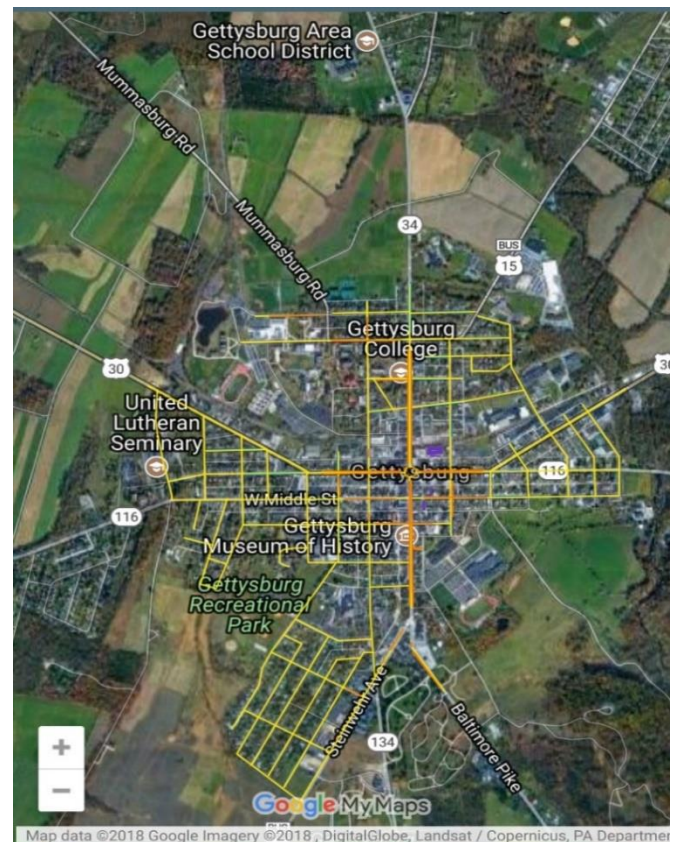 Gettysburg Area
School District
Mummasburg Rd
Mummasburg Rd
34
BUS
15
Gettysburg
College
30
30
United
Lutheran
Seminary
Gettysburg
116
W Middle St
116
Gettysburg
Museum of History
Gettysburg
Recreational
Park
Steinwehr Ave
Baltimore Pike
134
+
−
Google My Maps
BUS
Map data ©2018 Google Imagery ©2018 , DigitalGlobe, Landsat / Copernicus, PA Departmen